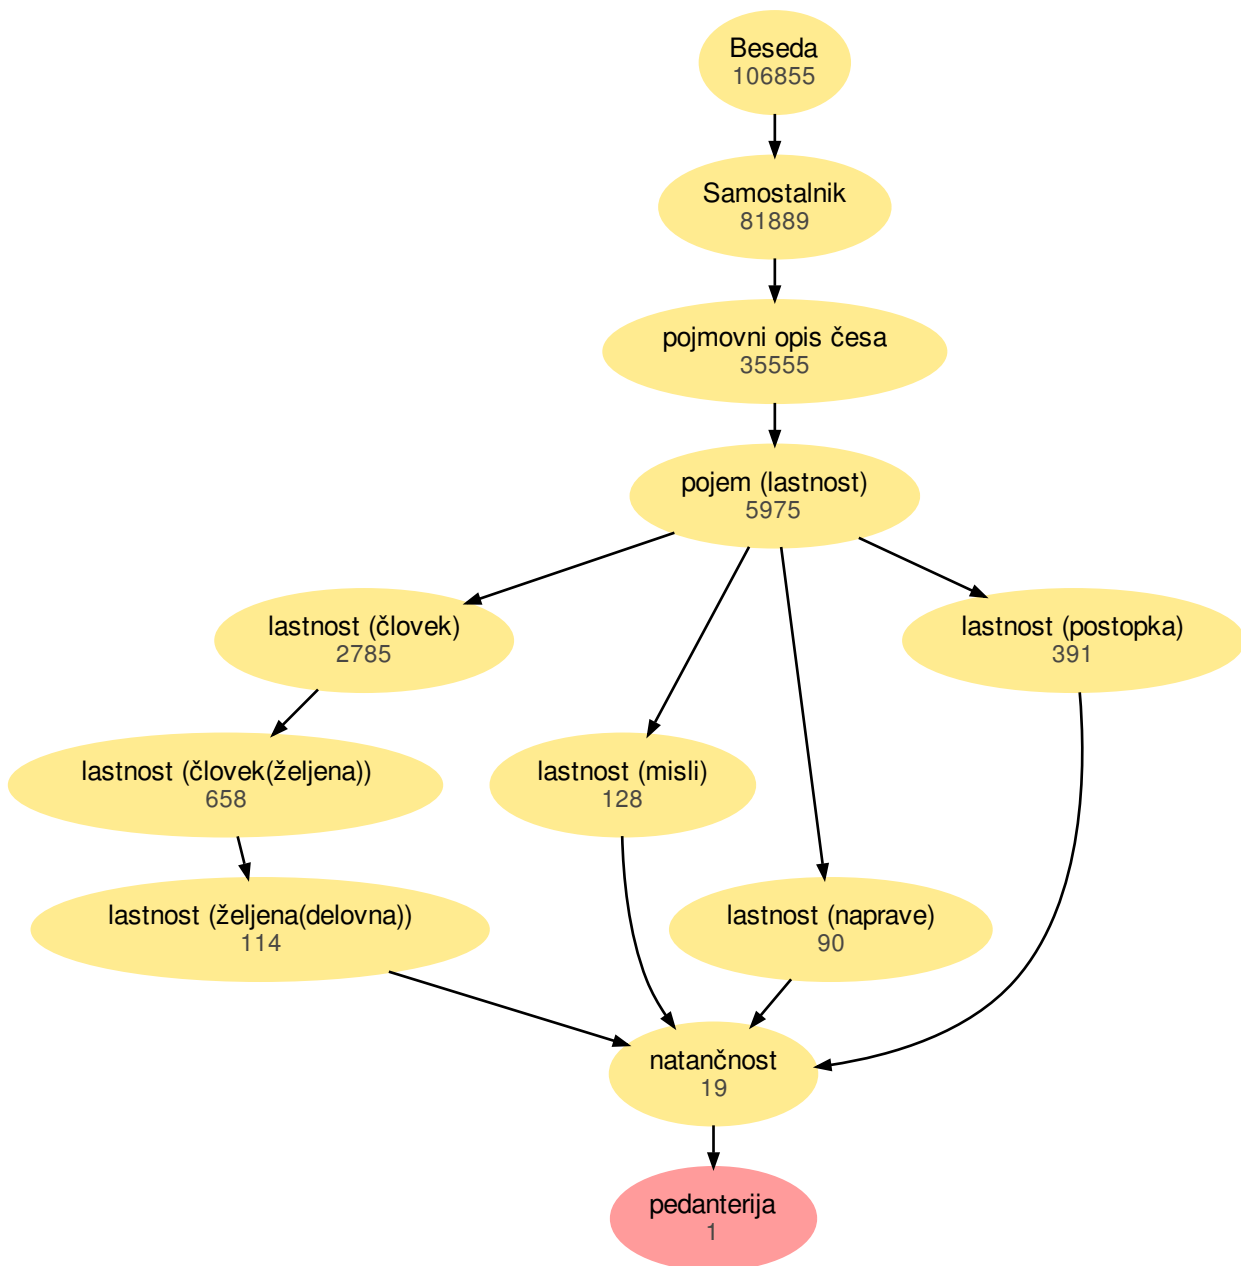 Beseda
106855
Samostalnik
81889
pojmovni opis česa
35555
pojem (lastnost)
5975
lastnost (človek)
2785
lastnost (postopka)
391
lastnost (človek(željena))
658
lastnost (misli)
128
lastnost (željena(delovna))
114
lastnost (naprave)
90
natančnost
19
pedanterija
1